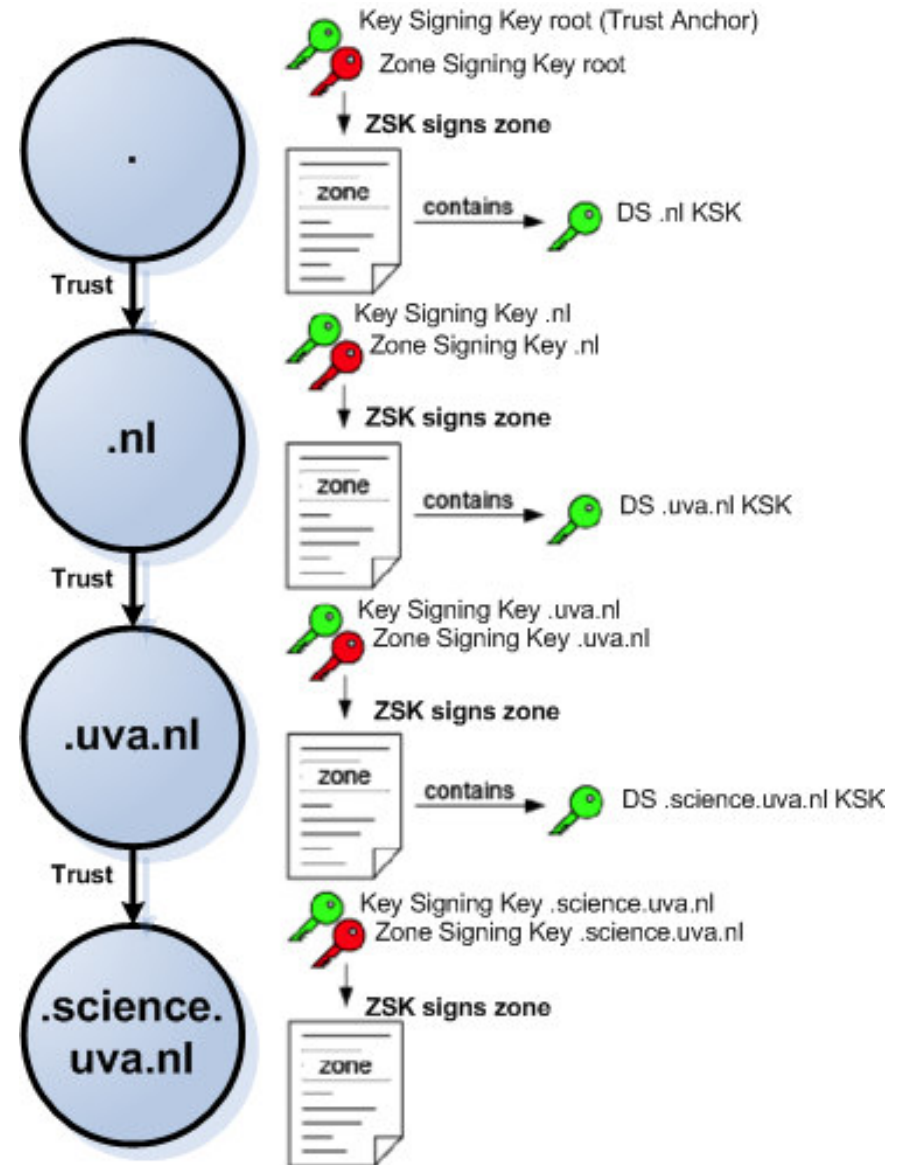 Key Signing Key root (Trust Anchor)
Zone Signing Key root
ZSK signs zone
.
zone
contains
DS .nl KSK
Trust
Key Signing Key .nl
Zone Signing Key .nl
ZSK signs zone
.nl
zone
contains
DS .uva.nl KSK
Trust
Key Signing Key .uva.nl
Zone Signing Key .uva.nl
ZSK signs zone
.uva.nl
zone
contains
DS .science.uva.nl KSK
Trust
Key Signing Key .science.uva.nl
Zone Signing Key .science.uva.nl
ZSK signs zone
.science.
uva.nl
zone